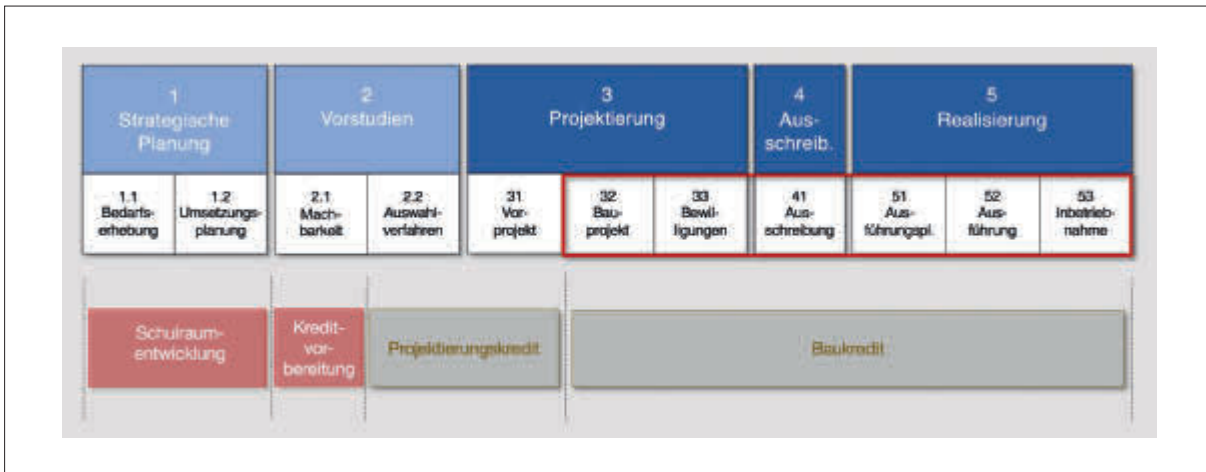 1
Strategische
Planung
2
Vorstudien
3
Projektierung
4
Aus-
schreib.
5
Realisierung
1.1
Bedarfs-
erhebung
1.2
Umsetzungs-
planung
2.1
Mach-
barkeit
2.2
Auswahl-
verfahren
31
Vor-
projekt
32
Bau-
projekt
33
Bewil-
ligungen
41
Aus-
schreibung
51
Aus-
führungspl.
52
Aus-
führung
53
Inbetrieb-
nahme
Schulraum-
entwicklung
Kredit-
vor-
bereitung
Projektierungskredit
Baukredit